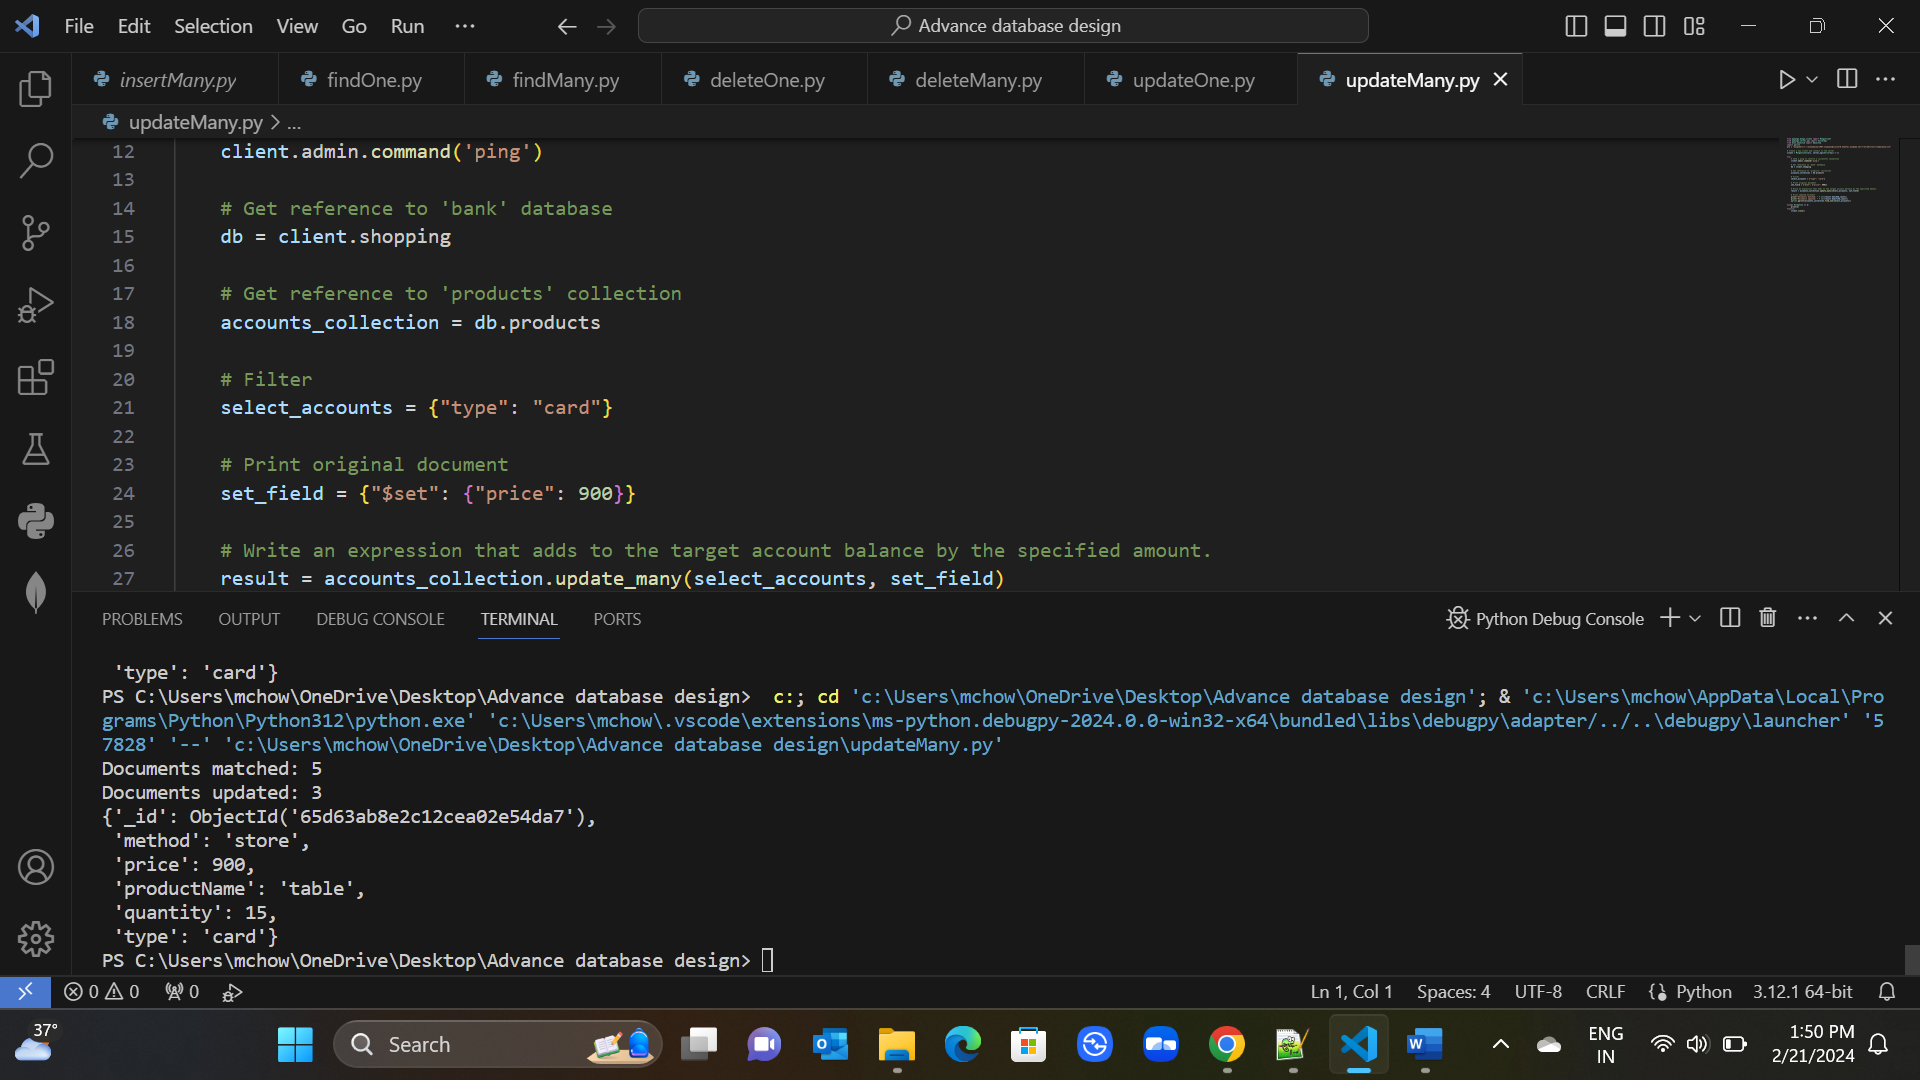 File Edit Selection View Go Run ··· Advance database design
insertMany.py findOne.py findMany.py deleteOne.py deleteMany.py updateOne.py updateMany.py
updateMany.py > ...
12 client.admin.command('ping')
13
14 # Get reference to 'bank' database
15 db = client.shopping
16
17 # Get reference to 'products' collection
18 accounts_collection = db.products
19
20 # Filter
21 select_accounts = {"type": "card"}
22
23 # Print original document
24 set_field = {"$set": {"price": 900}}
25
26 # Write an expression that adds to the target account balance by the specified amount.
27 result = accounts_collection.update_many(select_accounts, set_field)
PROBLEMS OUTPUT DEBUG CONSOLE TERMINAL PORTS Python Debug Console
'type': 'card'}
PS C:\Users\mchow\OneDrive\Desktop\Advance database design>  c:; cd 'c:\Users\mchow\OneDrive\Desktop\Advance database design'; & 'c:\Users\mchow\AppData\Local\Pro
grams\Python\Python312\python.exe' 'c:\Users\mchow\.vscode\extensions\ms-python.debugpy-2024.0.0-win32-x64\bundled\libs\debugpy\adapter/../..\debugpy\launcher' '5
7828' '--' 'c:\Users\mchow\OneDrive\Desktop\Advance database design\updateMany.py'
Documents matched: 5
Documents updated: 3
{'_id': ObjectId('65d63ab8e2c12cea02e54da7'),
'method': 'store',
'price': 900,
'productName': 'table',
'quantity': 15,
'type': 'card'}
PS C:\Users\mchow\OneDrive\Desktop\Advance database design>
0 0 0 Ln 1, Col 1 Spaces: 4 UTF-8 CRLF Python 3.12.1 64-bit
37° Search ENG 1:50 PM
IN 2/21/2024